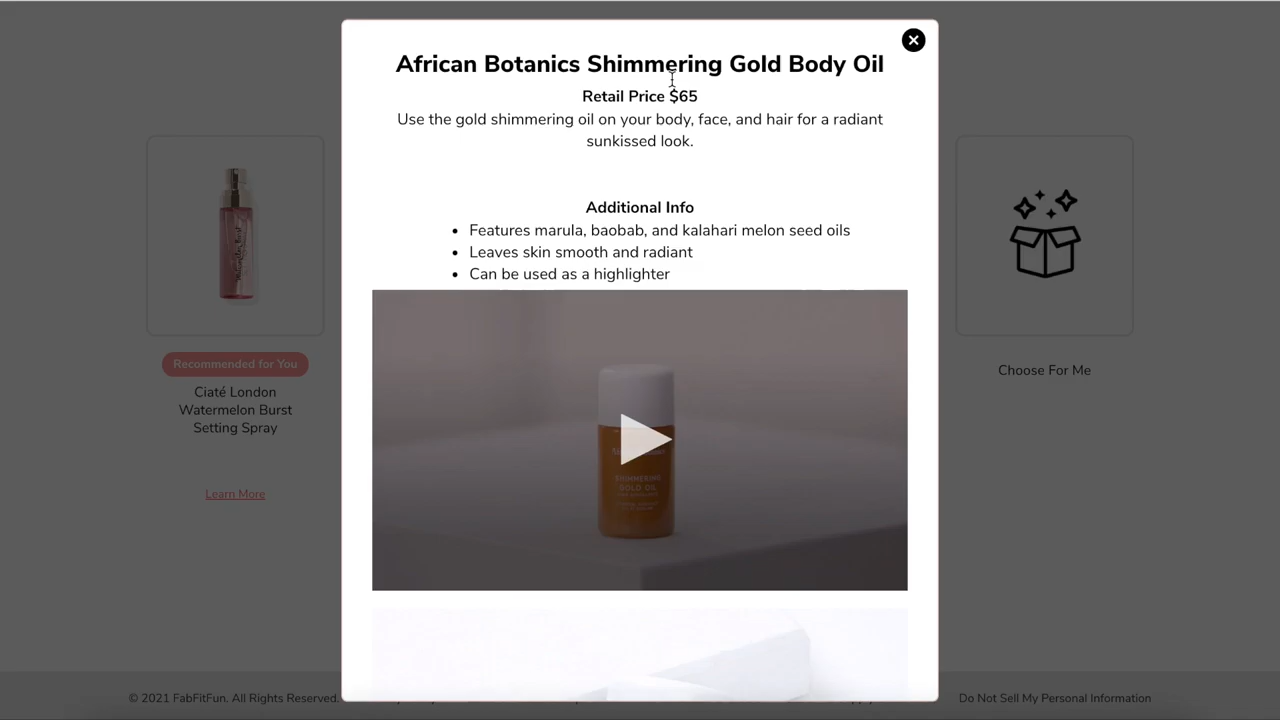 African Botanics Shimmering Gold Body Oil
Retail Price $65
Use the gold shimmering oil on your body, face, and hair for a radiant
sunkissed look.
Additional Info
• Features marula, baobab, and kalahari melon seed oils
• Leaves skin smooth and radiant
• Can be used as a highlighter
SHIMMERING
GOLD OIL
Recommended for You
Ciaté London
Watermelon Burst
Setting Spray
Learn More
Choose For Me
© 2021 FabFitFun. All Rights Reserved.
Do Not Sell My Personal Information